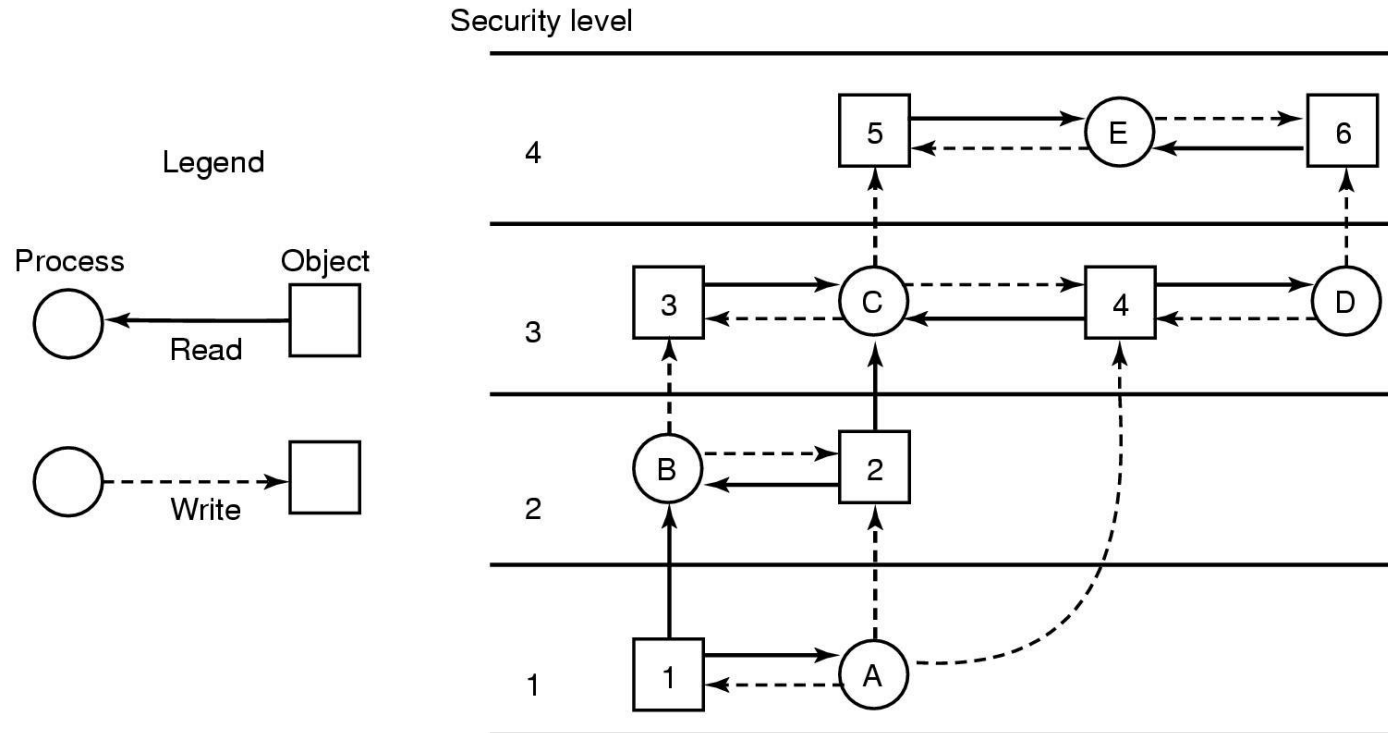 Security level
4
5
E
6
Legend
Process
Object
Read
3
3
C
4
D
Write
2
B
2
1
1
A